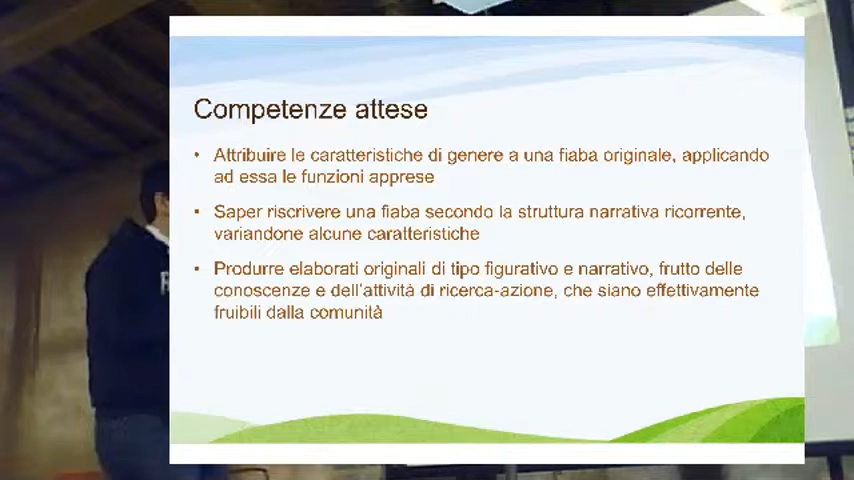 Competenze attese
• Attribuire le caratteristiche di genere a una fiaba originale, applicando
ad essa le funzioni apprese
• Saper riscrivere una fiaba secondo la struttura narrativa ricorrente,
variandone alcune caratteristiche
• Produrre elaborati originali di tipo figurativo e narrativo, frutto delle
conoscenze e dell'attività di ricerca-azione, che siano effettivamente
fruibili dalla comunità